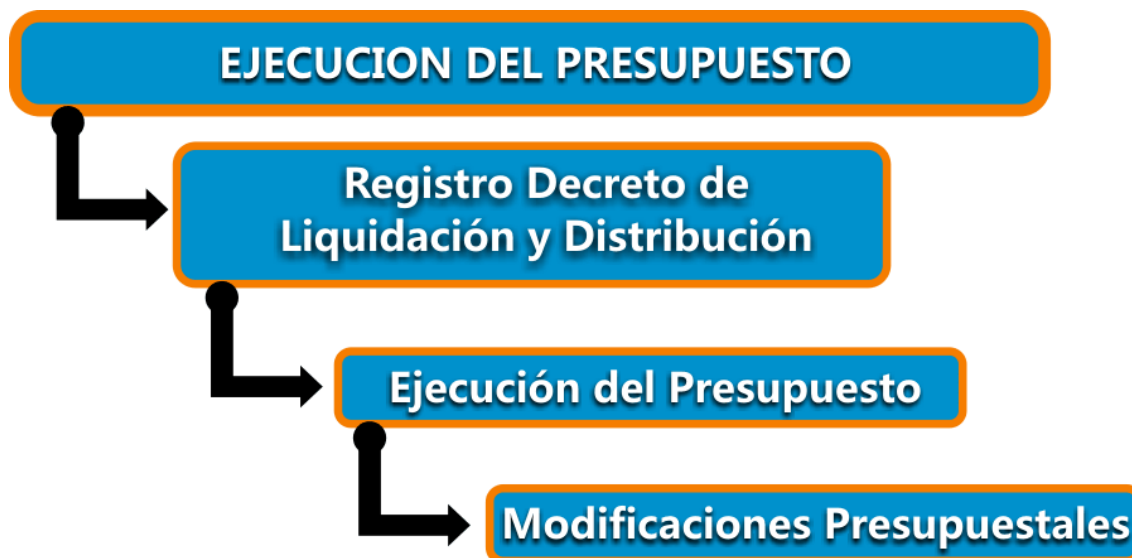 EJECUCION DEL PRESUPUESTO
Registro Decreto de
Liquidación y Distribución
Ejecución del Presupuesto
Modificaciones Presupuestales